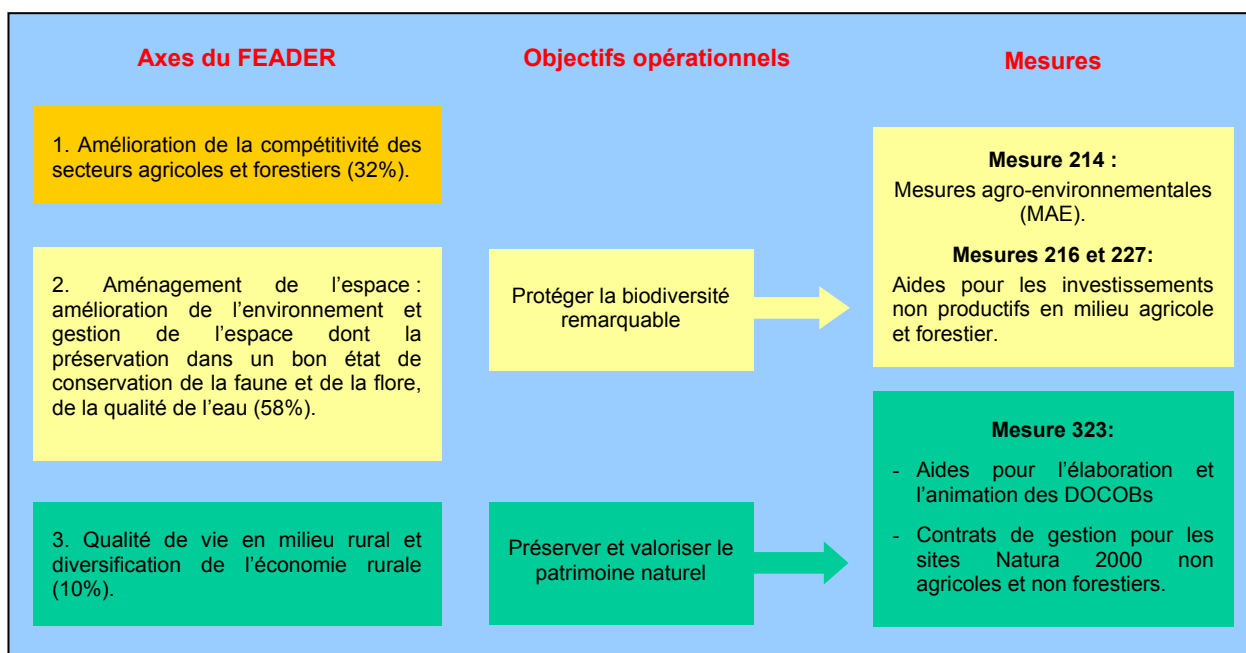 Axes du FEADER
Objectifs opérationnels
Mesures
1. Amélioration de la compétitivité des
secteurs agricoles et forestiers (32%).
2. Aménagement de l'espace :
amélioration de l'environnement et
gestion de l'espace dont la
préservation dans un bon état de
conservation de la faune et de la flore,
de la qualité de l'eau (58%).
Protéger la biodiversité
remarquable
Mesure 214 :
Mesures agro-environnementales
(MAE).
Mesures 216 et 227:
Aides pour les investissements
non productifs en milieu agricole
et forestier.
3. Qualité de vie en milieu rural et
diversification de l'économie rurale
(10%).
Préserver et valoriser le
patrimoine naturel
Mesure 323:
- Aides pour l'élaboration et
l'animation des DOCOBs
- Contrats de gestion pour les
sites Natura 2000 non
agricoles et non forestiers.